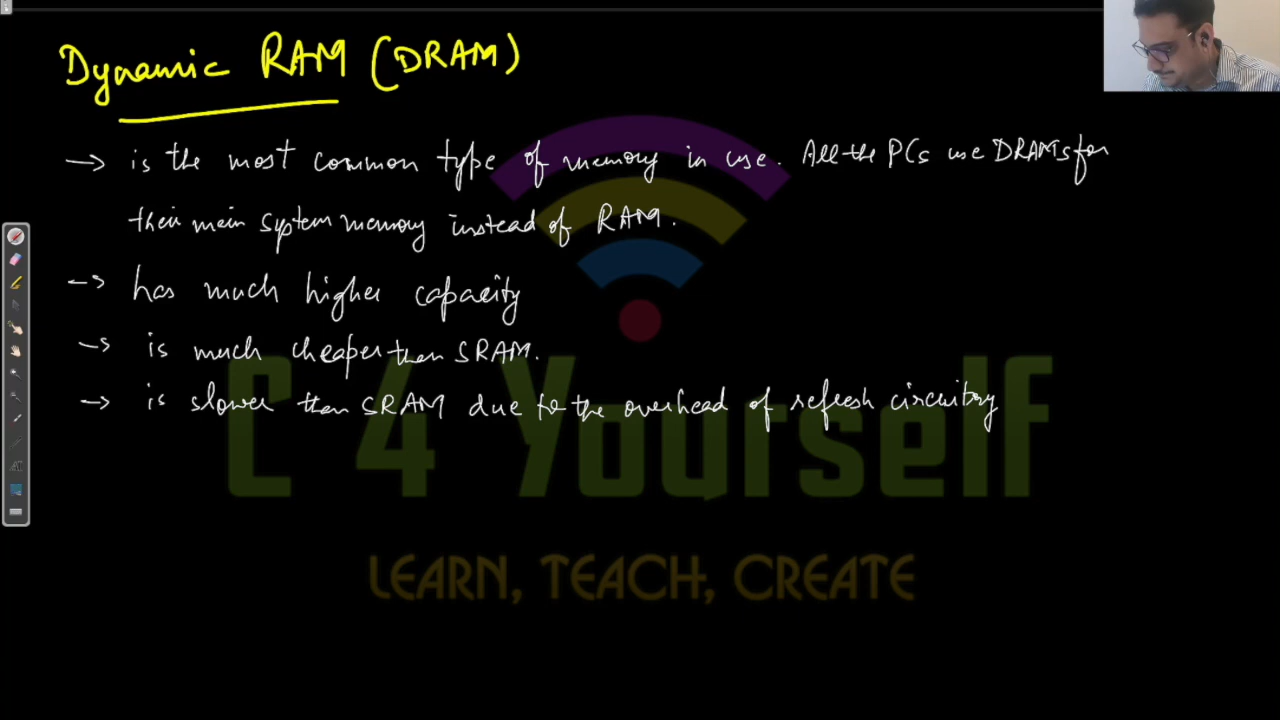 Dynamic RAM (DRAM)
→ is the most common type of memory in use. All the PCs use DRAMs for
their main system memory instead of RAM.
→ has much higher capacity
→ is much cheaper than SRAM.
→ is slower than SRAM due to the overhead of refresh circuitry
C 4 Yourself
LEARN, TEACH, CREATE